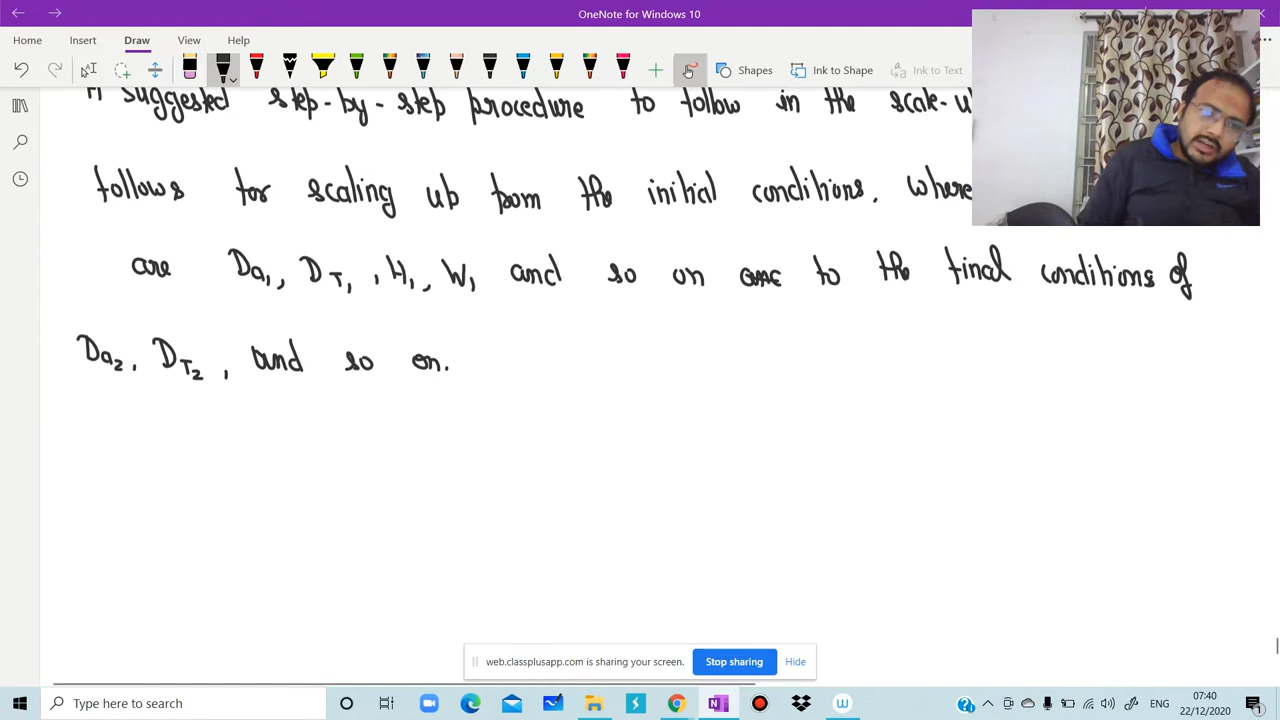 OneNote for Windows 10
Home Insert Draw View Help
Shapes Ink to Shape Ink to Text
A suggested step-by-step procedure to follow in the scale-u
follows for scaling up from the initial conditions. Where
are Da1, DT1, H1, W1 and so on to the final conditions of
Da2, DT2, and so on.
web.classplusapp.com is sharing your screen. Stop sharing Hide
Type here to search
ENG
07:40
22/12/2020